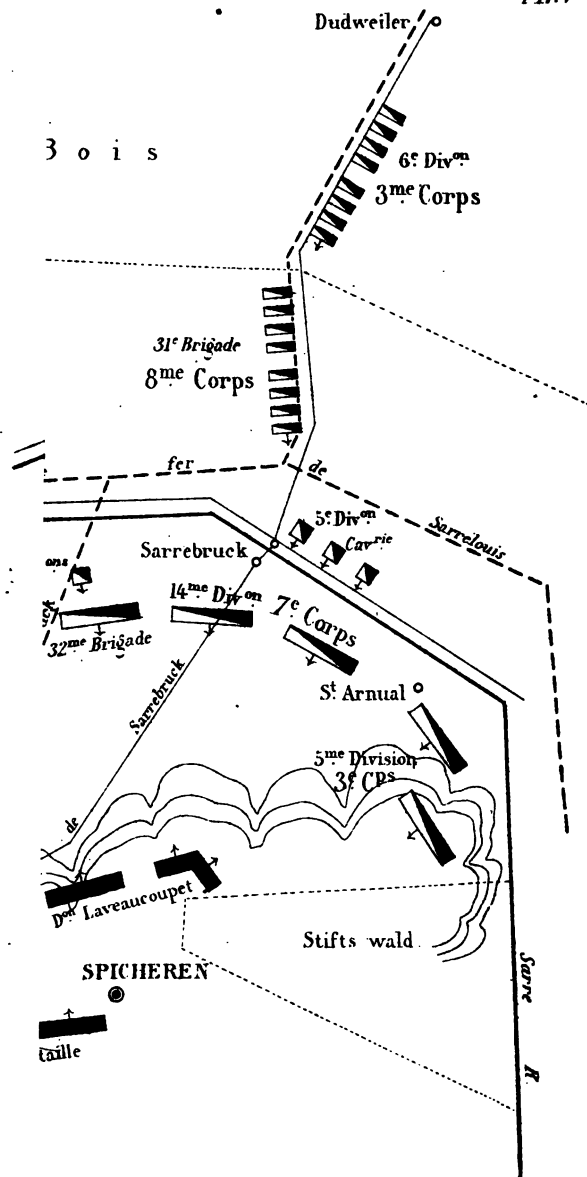 Dudweiler
Bois
6e Divon
3me Corps
31e Brigade
8me Corps
fer
de
Sarrelouis
5e Divon
Cavrie
Sarrebruck
ons
14me Divon
7e Corps
32me Brigade
St Arnual
Sarrebruck
5me Division
3e Cps
de
Don Laveaucoupet
Stifts wald
SPICHEREN
Sarre
R.
taille